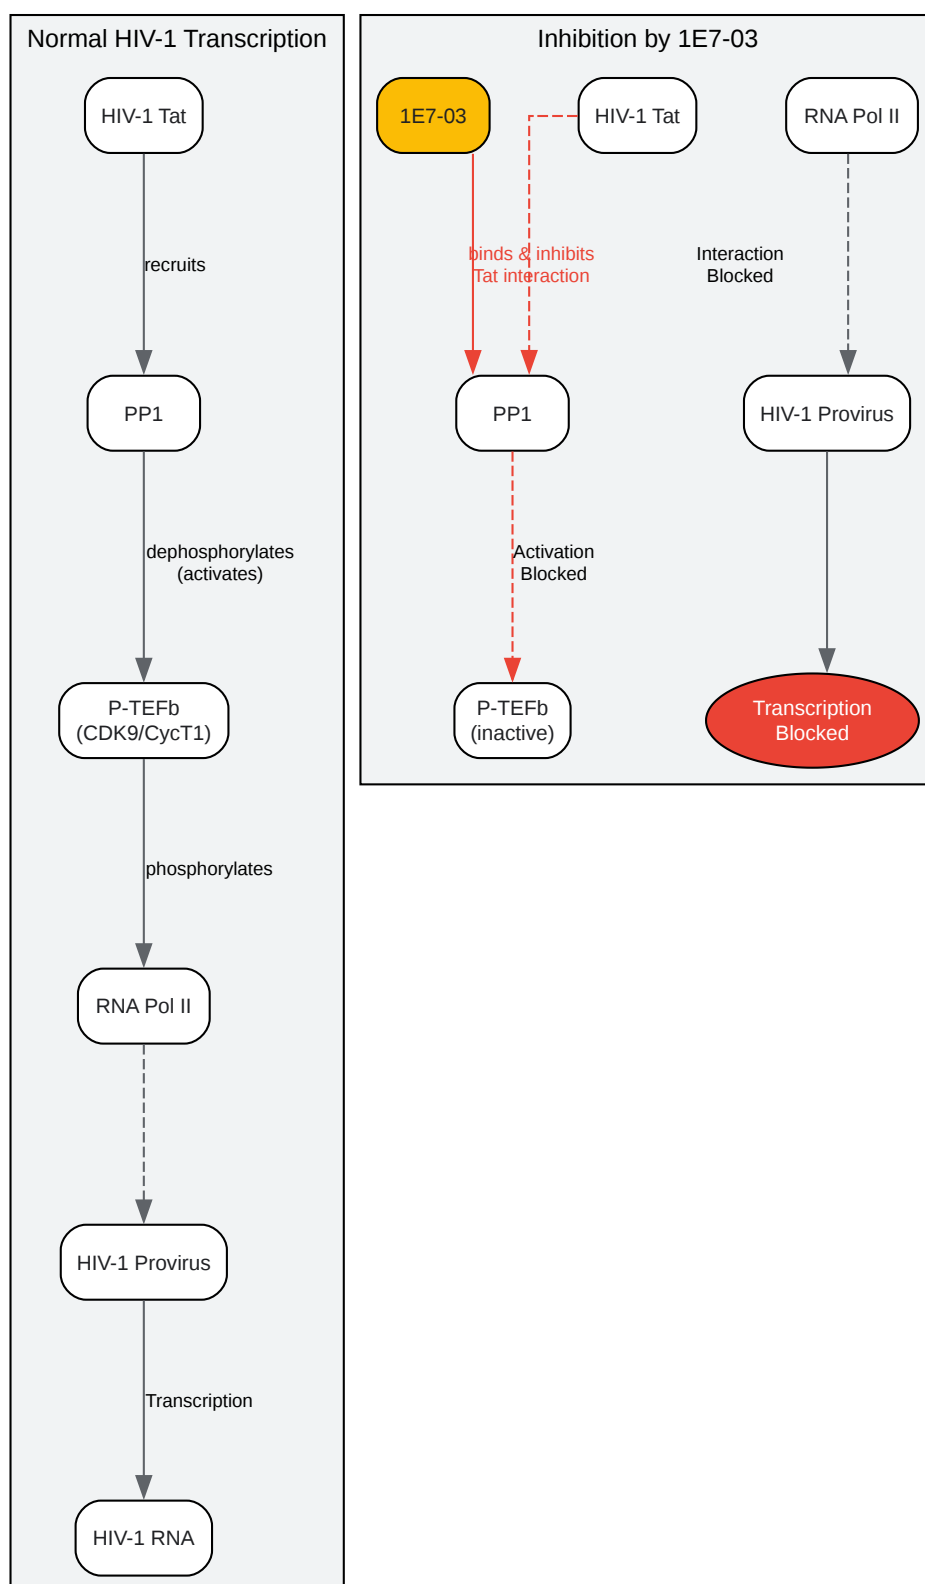 Normal HIV-1 Transcription
HIV-1 Tat
recruits
PP1
dephosphorylates
(activates)
P-TEFb
(CDK9/CycT1)
phosphorylates
RNA Pol II
HIV-1 Provirus
Transcription
HIV-1 RNA
Inhibition by 1E7-03
1E7-03
HIV-1 Tat
RNA Pol II
binds & inhibits
Tat interaction
Interaction
Blocked
PP1
HIV-1 Provirus
Activation
Blocked
P-TEFb
(inactive)
Transcription
Blocked